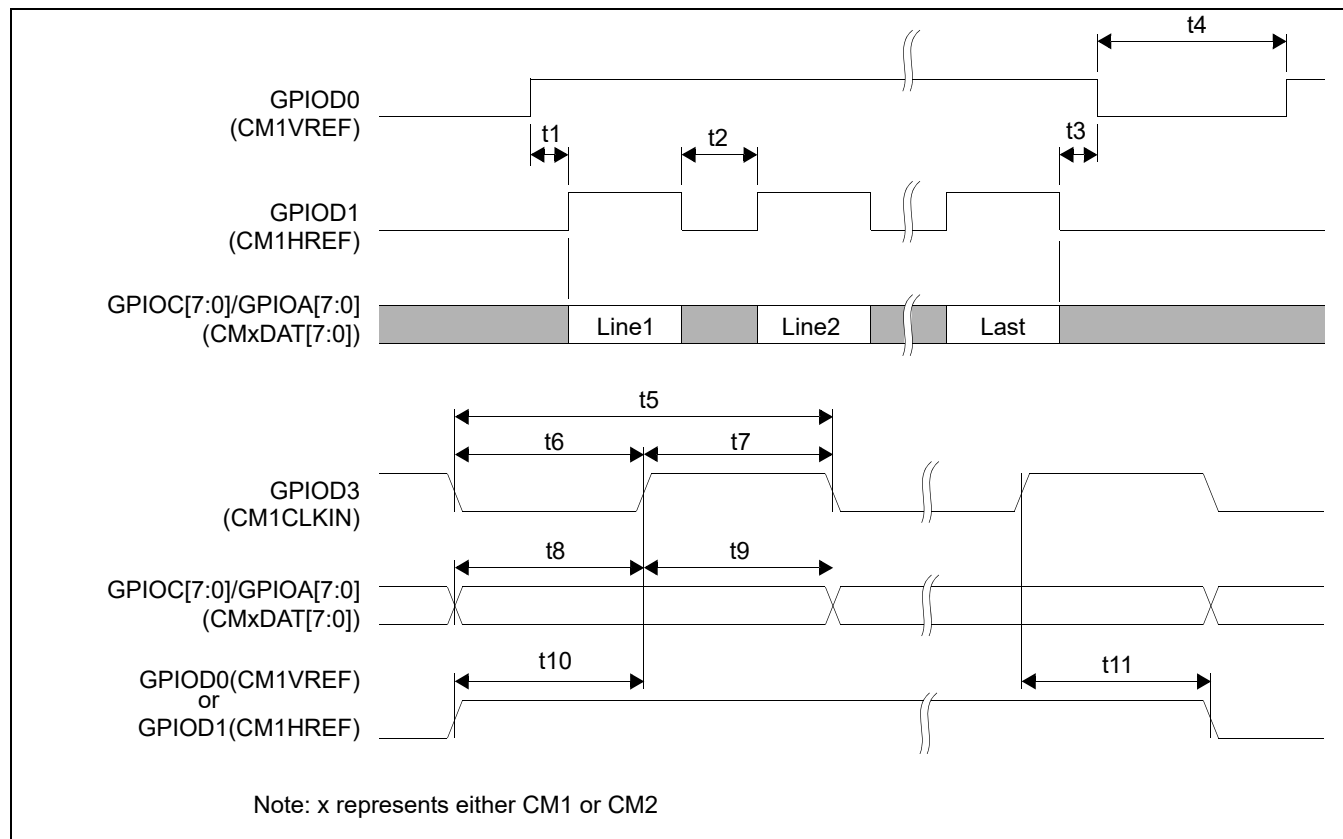 t4
GPIOD0
(CM1VREF)
t1
t2
t3
GPIOD1
(CM1HREF)
GPIOC[7:0]/GPIOA[7:0]
(CMxDAT[7:0])
Line1
Line2
Last
t5
t6
t7
GPIOD3
(CM1CLKIN)
t8
t9
GPIOC[7:0]/GPIOA[7:0]
(CMxDAT[7:0])
t10
t11
GPIOD0(CM1VREF)
or
GPIOD1(CM1HREF)
Note: x represents either CM1 or CM2